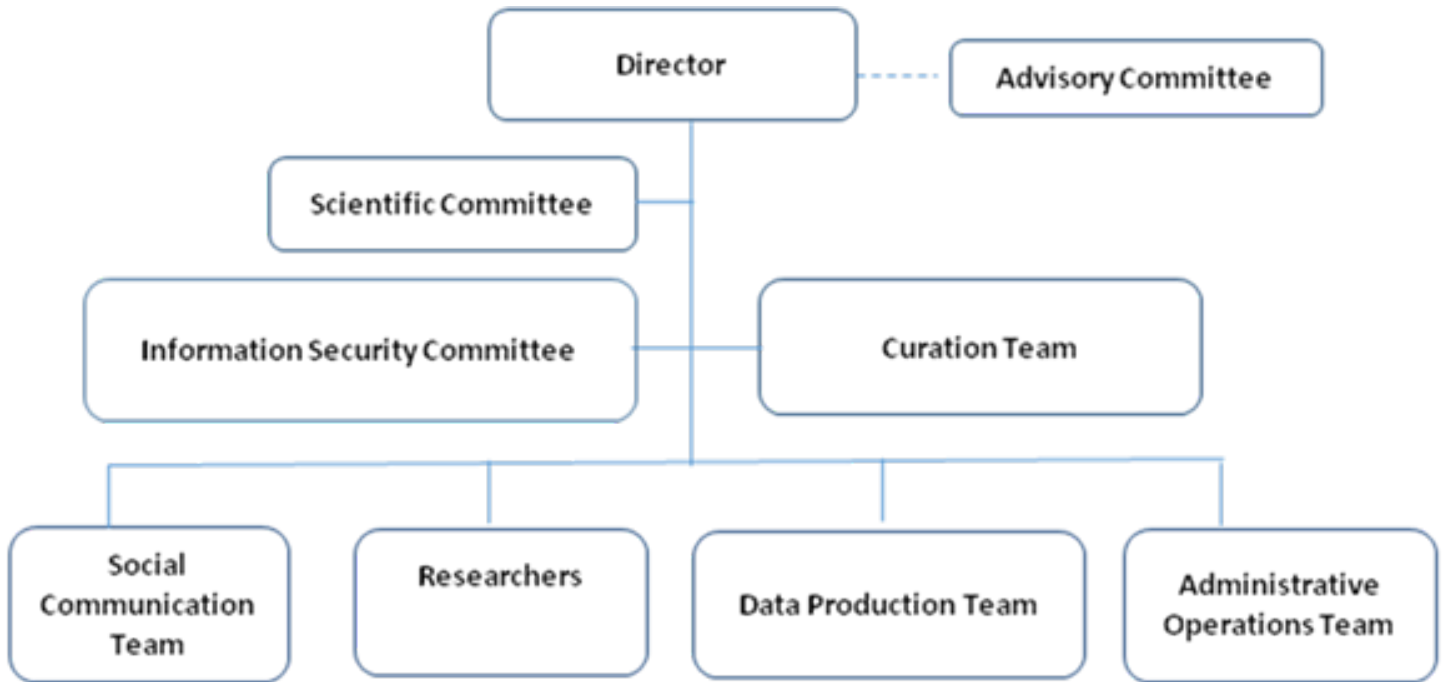 Director
Advisory Committee
Scientific Committee
Information Security Committee
Curation Team
Social
Communication
Team
Researchers
Data Production Team
Administrative
Operations Team